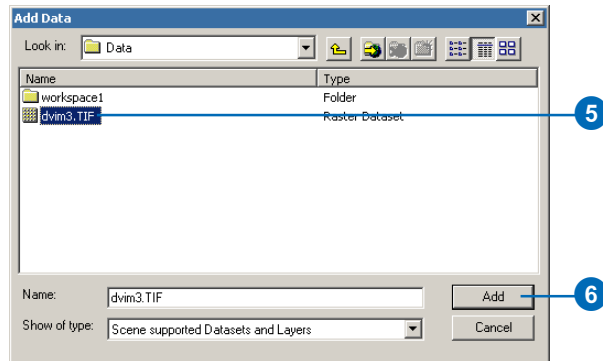 Add Data
Look in: Data
Name Type
workspace1 Folder
dvim3.TIF Raster Dataset 5
Name: dvim3.TIF Add 6
Show of type: Scene supported Datasets and Layers Cancel